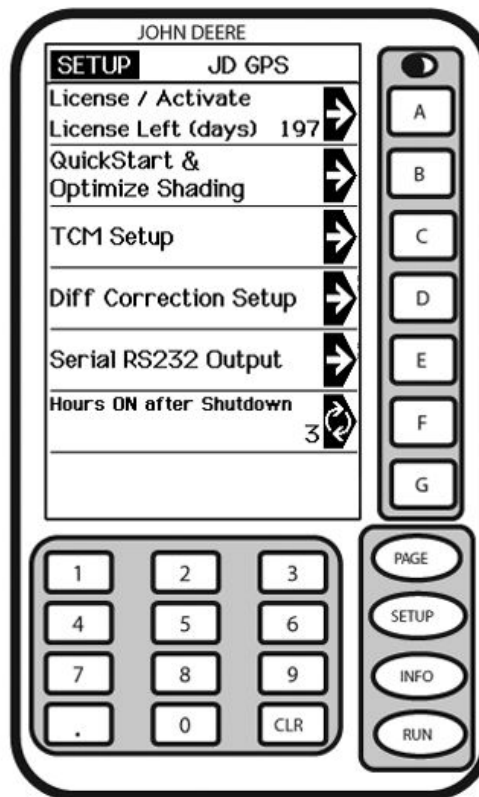 JOHN DEERE
SETUP JD GPS
License / Activate
License Left (days) 197
QuickStart &
Optimize Shading
TCM Setup
Diff Correction Setup
Serial RS232 Output
Hours ON after Shutdown
3
A
B
C
D
E
F
G
1 2 3
4 5 6
7 8 9
. 0 CLR
PAGE
SETUP
INFO
RUN